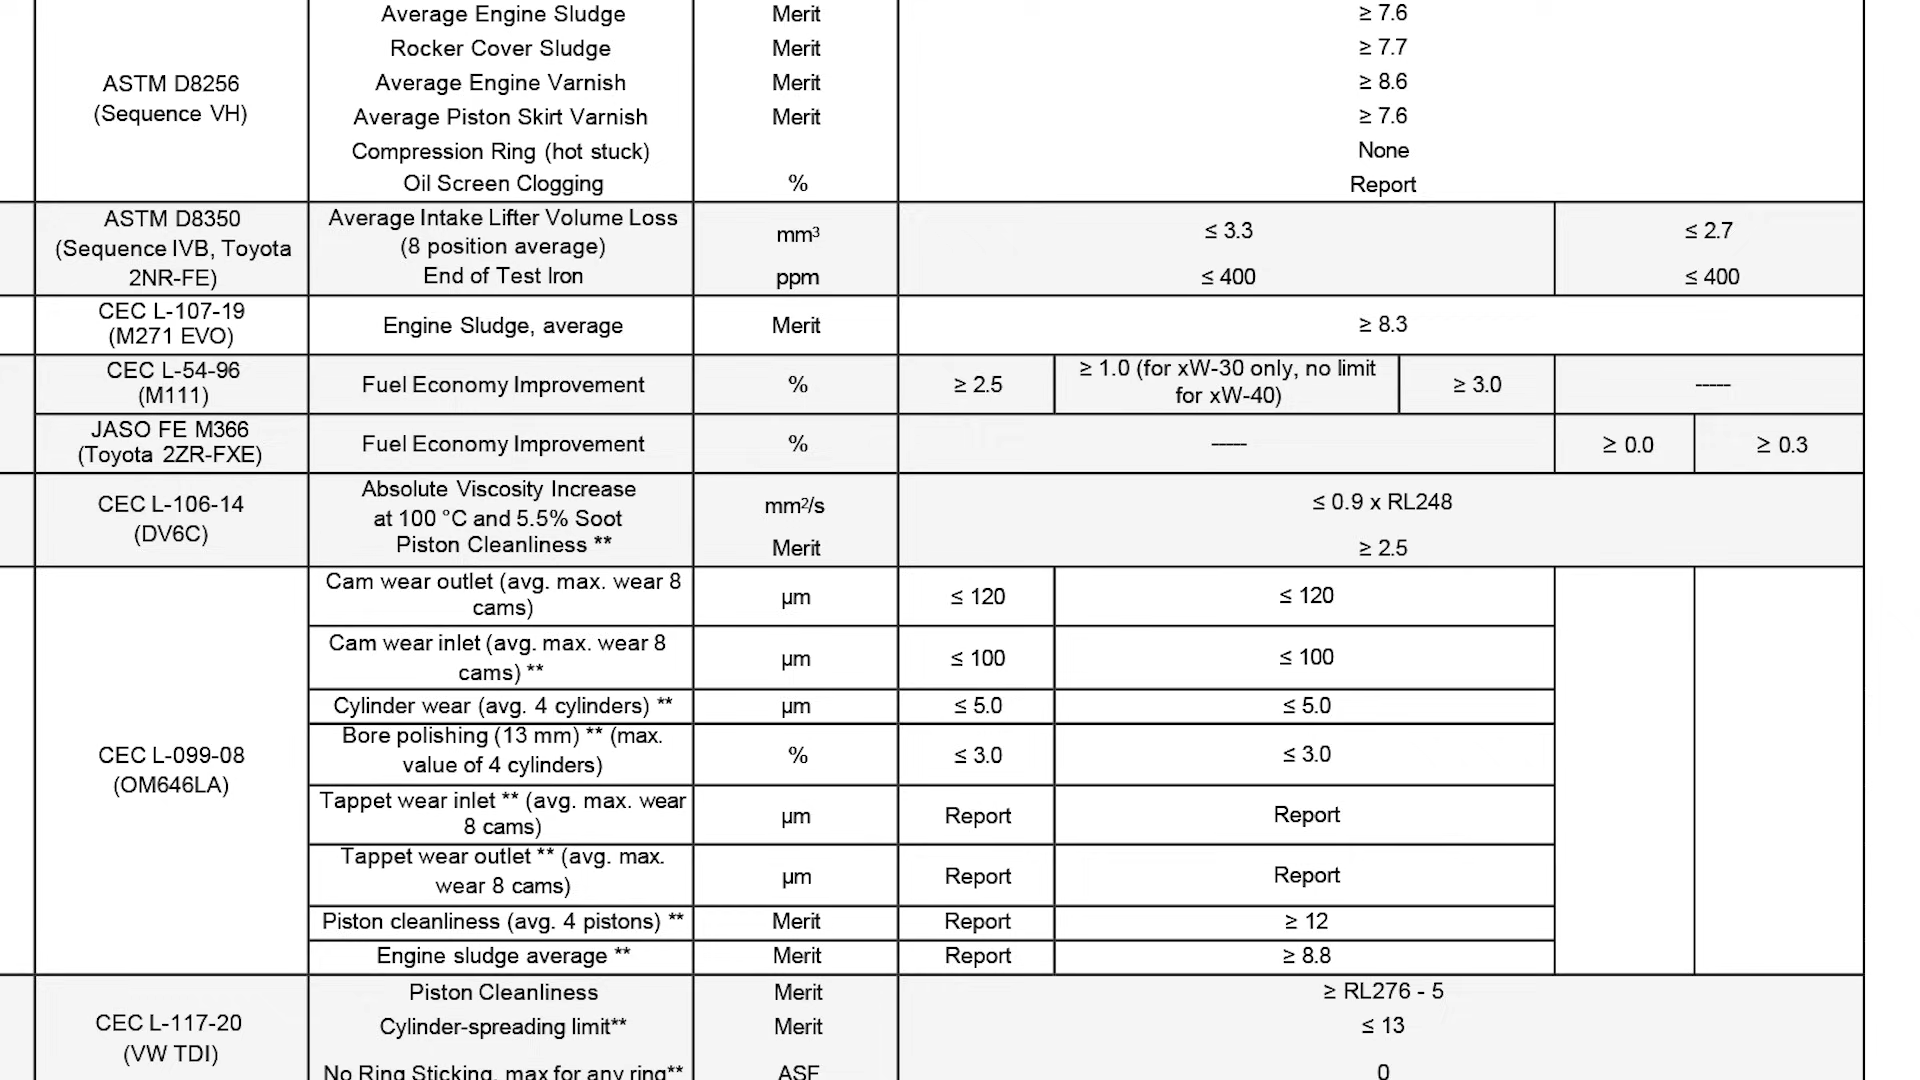 ASTM D8256
(Sequence VH)
Average Engine Sludge
Merit
≥ 7.6
Rocker Cover Sludge
Merit
≥ 7.7
Average Engine Varnish
Merit
≥ 8.6
Average Piston Skirt Varnish
Merit
≥ 7.6
Compression Ring (hot stuck)
None
Oil Screen Clogging
%
Report
ASTM D8350
(Sequence IVB, Toyota
2NR-FE)
Average Intake Lifter Volume Loss
(8 position average)
mm³
≤ 3.3
≤ 2.7
End of Test Iron
ppm
≤ 400
≤ 400
CEC L-107-19
(M271 EVO)
Engine Sludge, average
Merit
≥ 8.3
CEC L-54-96
(M111)
Fuel Economy Improvement
%
≥ 2.5
≥ 1.0 (for xW-30 only, no limit
for xW-40)
≥ 3.0
-----
JASO FE M366
(Toyota 2ZR-FXE)
Fuel Economy Improvement
%
-----
≥ 0.0
≥ 0.3
CEC L-106-14
(DV6C)
Absolute Viscosity Increase
at 100 °C and 5.5% Soot
mm²/s
≤ 0.9 x RL248
Piston Cleanliness **
Merit
≥ 2.5
CEC L-099-08
(OM646LA)
Cam wear outlet (avg. max. wear 8
cams)
µm
≤ 120
≤ 120
Cam wear inlet (avg. max. wear 8
cams) **
µm
≤ 100
≤ 100
Cylinder wear (avg. 4 cylinders) **
µm
≤ 5.0
≤ 5.0
Bore polishing (13 mm) ** (max.
value of 4 cylinders)
%
≤ 3.0
≤ 3.0
Tappet wear inlet ** (avg. max. wear
8 cams)
µm
Report
Report
Tappet wear outlet ** (avg. max.
wear 8 cams)
µm
Report
Report
Piston cleanliness (avg. 4 pistons) **
Merit
Report
≥ 12
Engine sludge average **
Merit
Report
≥ 8.8
CEC L-117-20
(VW TDI)
Piston Cleanliness
Merit
≥ RL276 - 5
Cylinder-spreading limit**
Merit
≤ 13
No Ring Sticking, max for any ring**
ASF
0